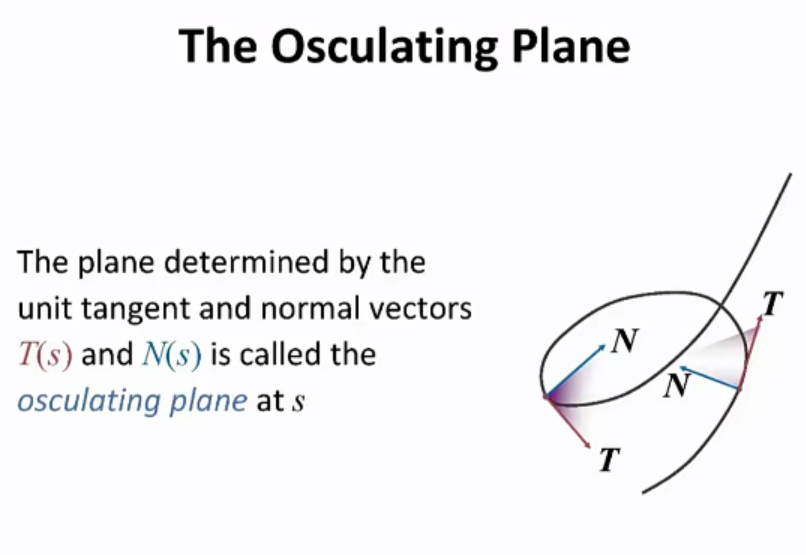 The Osculating Plane
The plane determined by the
unit tangent and normal vectors
T(s) and N(s) is called the
osculating plane at s
N
T
N
T